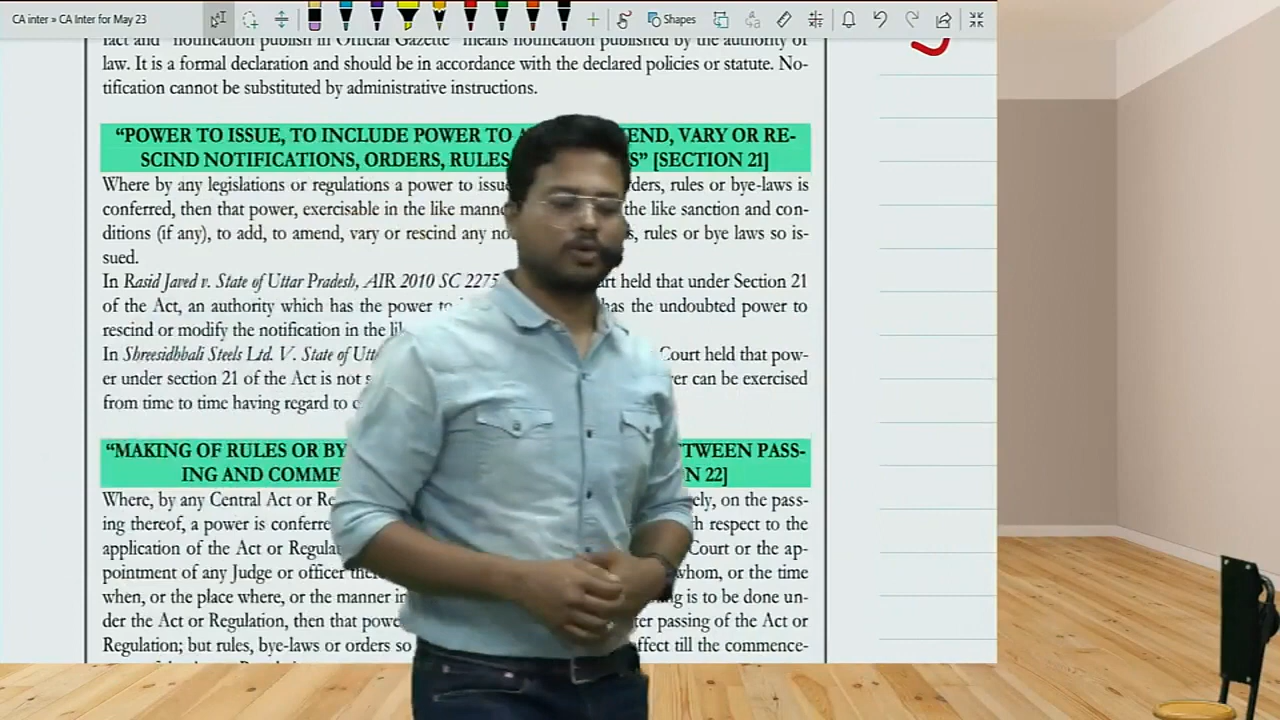 CA inter » CA Inter for May 23
Shapes
fact and "notification publish in Official Gazette" means notification published by the authority of
law. It is a formal declaration and should be in accordance with the declared policies or statute. No-
tification cannot be substituted by administrative instructions.
"POWER TO ISSUE, TO INCLUDE POWER TO A END, VARY OR RE-
SCIND NOTIFICATIONS, ORDERS, RULES S" [SECTION 21]
Where by any legislations or regulations a power to issu ders, rules or bye-laws is
conferred, then that power, exercisable in the like mann the like sanction and con-
ditions (if any), to add, to amend, vary or rescind any no s, rules or bye laws so is-
sued.
In Rasid Javed v. State of Uttar Pradesh, AIR 2010 SC 2275 rt held that under Section 21
of the Act, an authority which has the power to has the undoubted power to
rescind or modify the notification in the lik
In Shreesidhbali Steels Ltd. V. State of Utt Court held that pow-
er under section 21 of the Act is not s er can be exercised
from time to time having regard to
"MAKING OF RULES OR BY TWEEN PASS-
ING AND COMME N 22]
Where, by any Central Act or Re ely, on the pass-
ing thereof, a power is conferre h respect to the
application of the Act or Regula Court or the ap-
pointment of any Judge or officer there whom, or the time
when, or the place where, or the manner in ng is to be done un-
der the Act or Regulation, then that powe ter passing of the Act or
Regulation; but rules, bye-laws or orders so ffect till the commence-